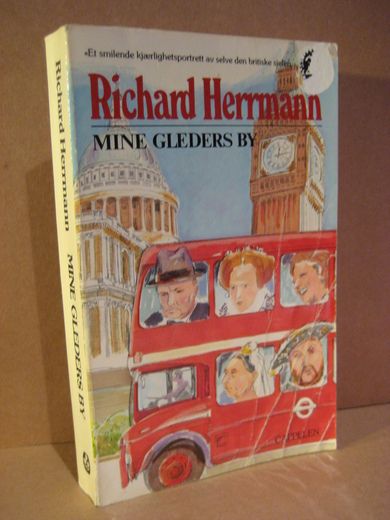 «Et smilende kjærlighetsportrett av selve den britiske sjelen
Richard Herrmann
MINE GLEDERS BY
CAPPELEN
Richard Herrmann
MINE GLEDERS BY